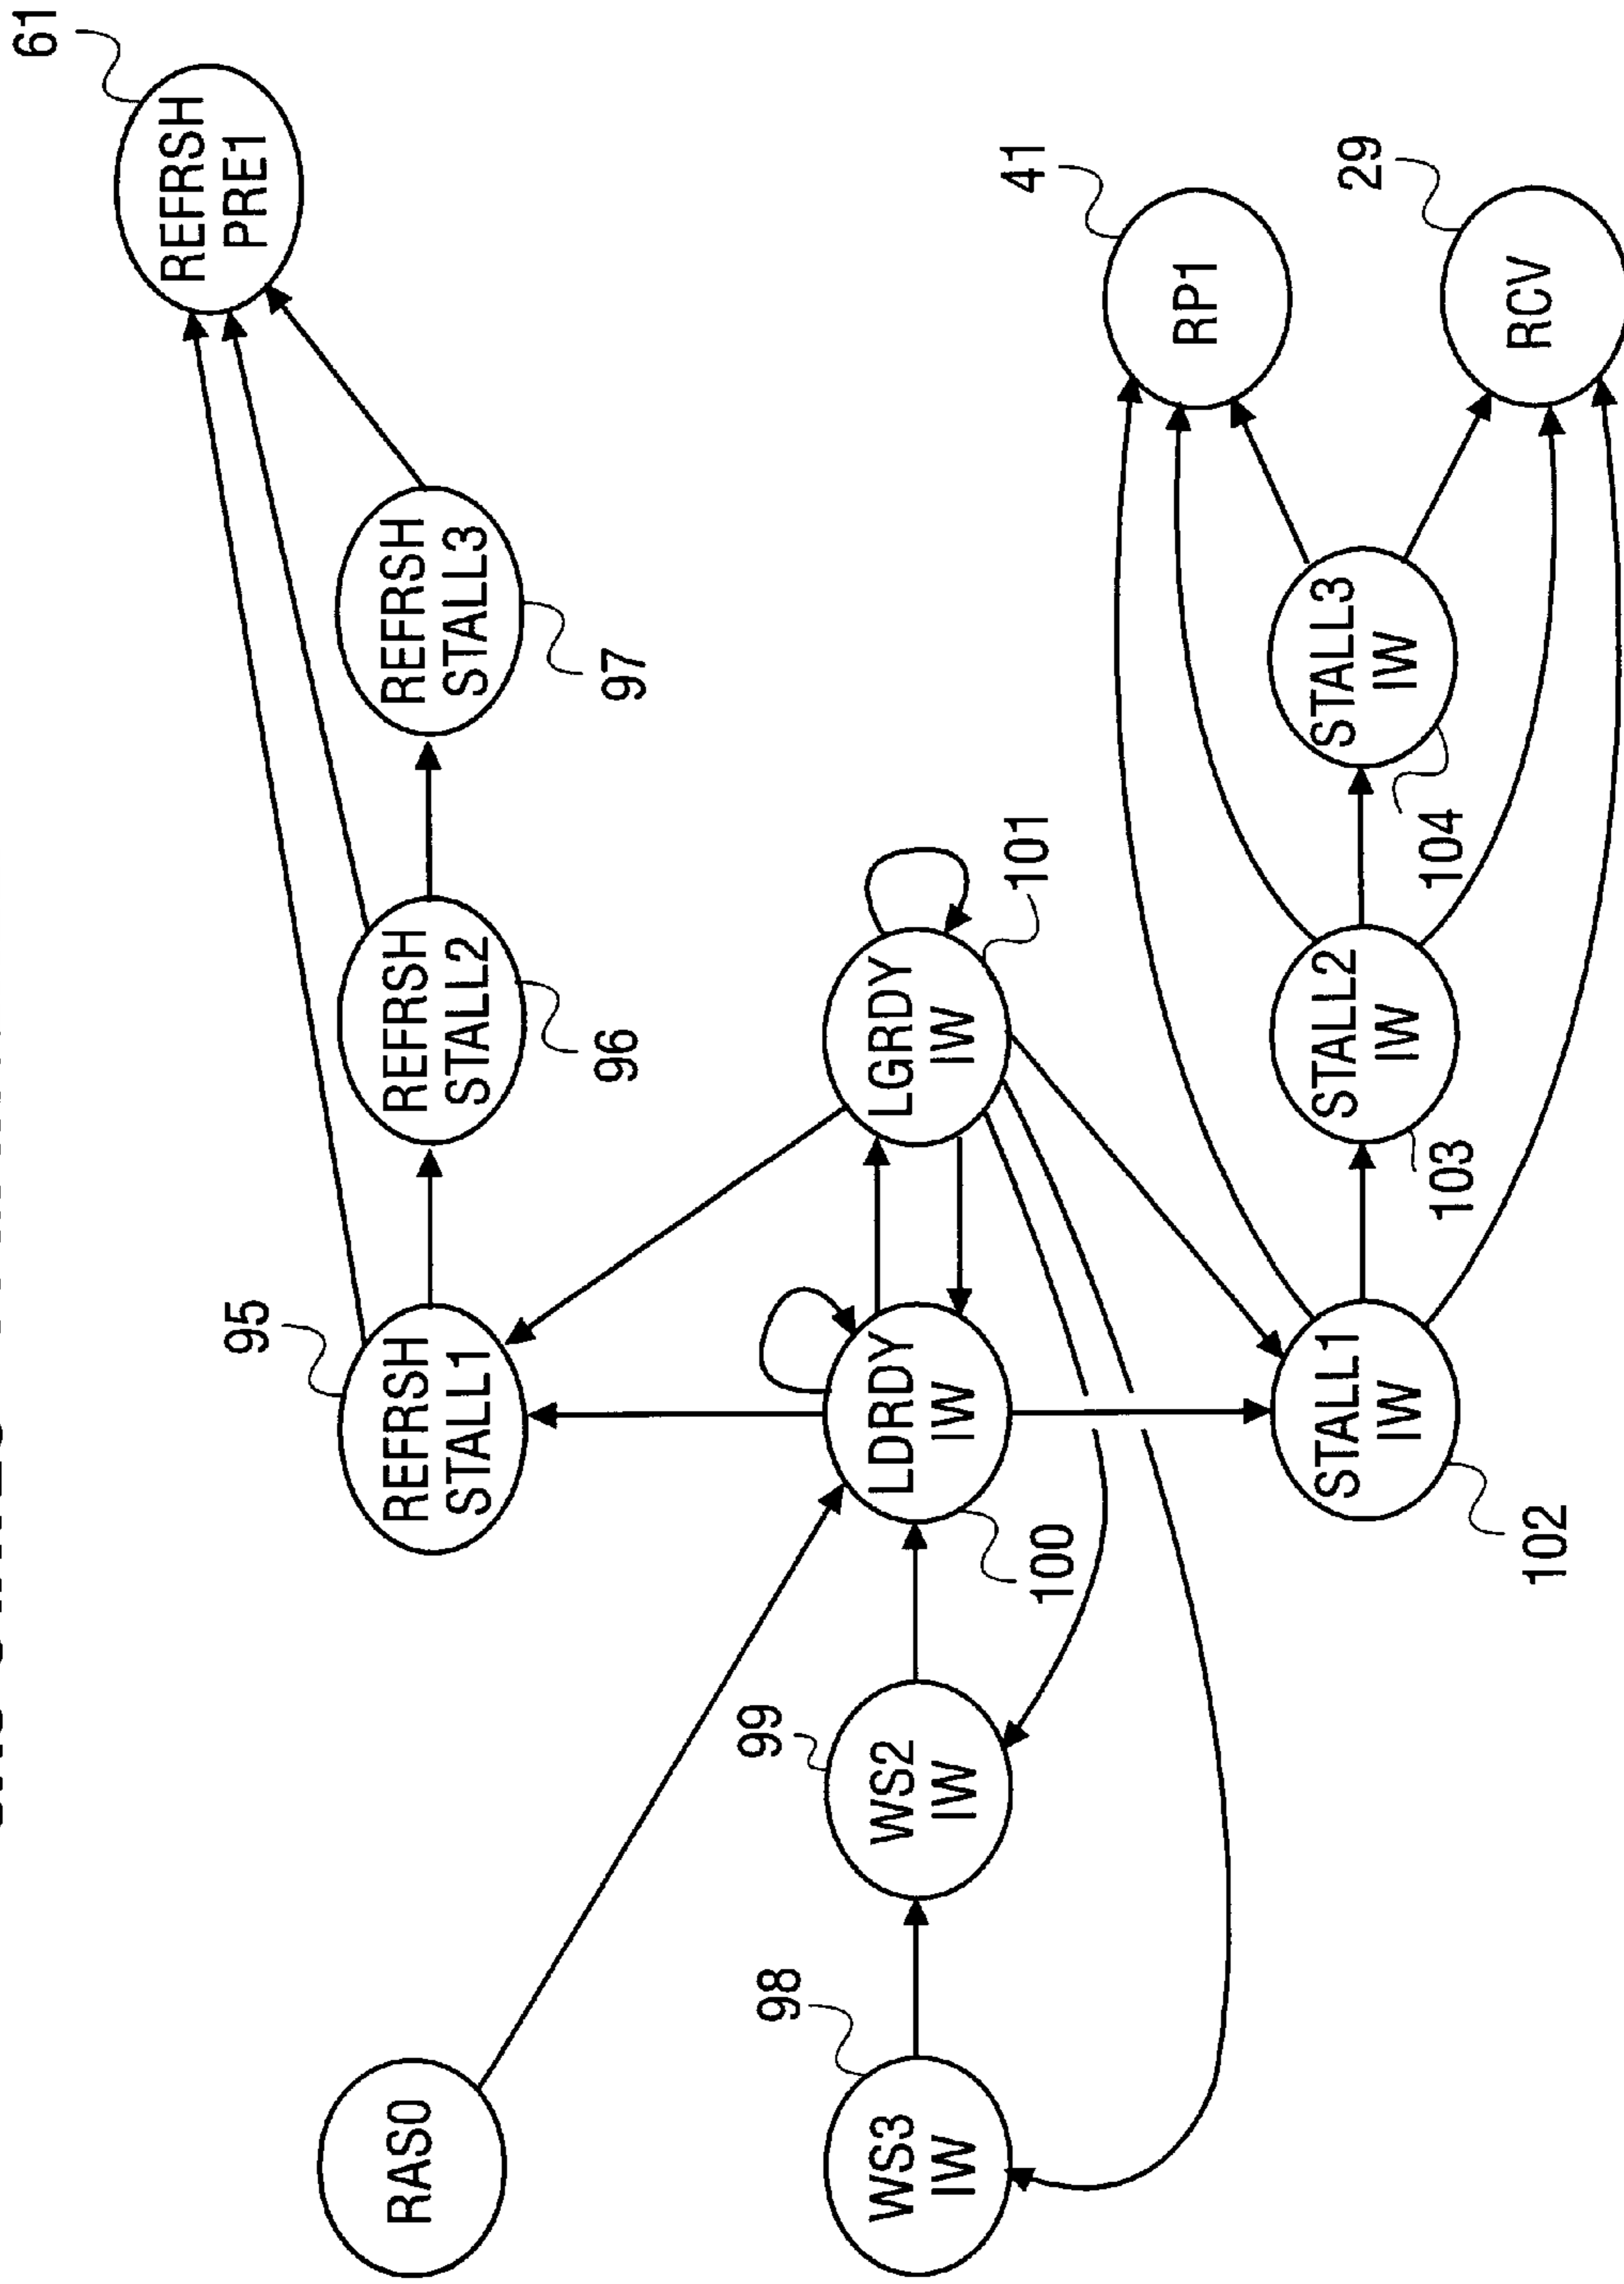 61
REFRSH
PRE1
95
REFRSH
STALL1
REFRSH
STALL2
96
REFRSH
STALL3
97
RAS0
98
WS3
IW
99
WS2
IW
LDRDY
IW
100
LGRDY
IW
101
41
RP1
29
RCV
STALL1
IW
102
STALL2
IW
103
STALL3
IW
104